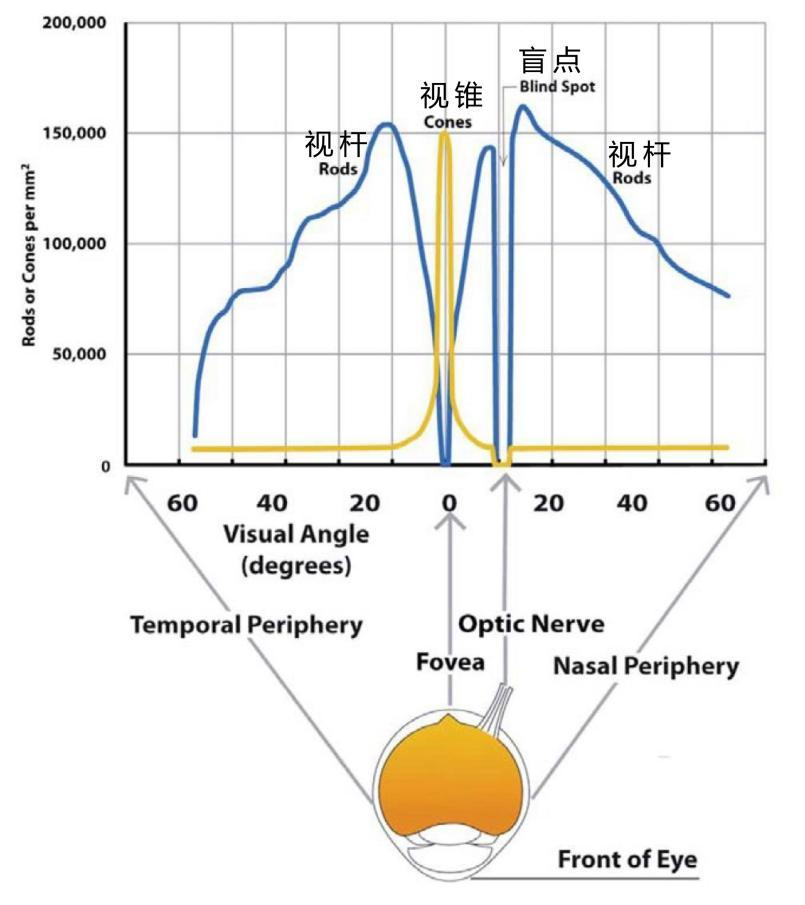 200,000
盲点
Blind Spot
视锥
Cones
150,000
视杆
Rods
视杆
Rods
Rods or Cones per mm²
100,000
50,000
0
60 40 20 0 20 40 60
Visual Angle
(degrees)
Temporal Periphery
Optic Nerve
Fovea
Nasal Periphery
Front of Eye